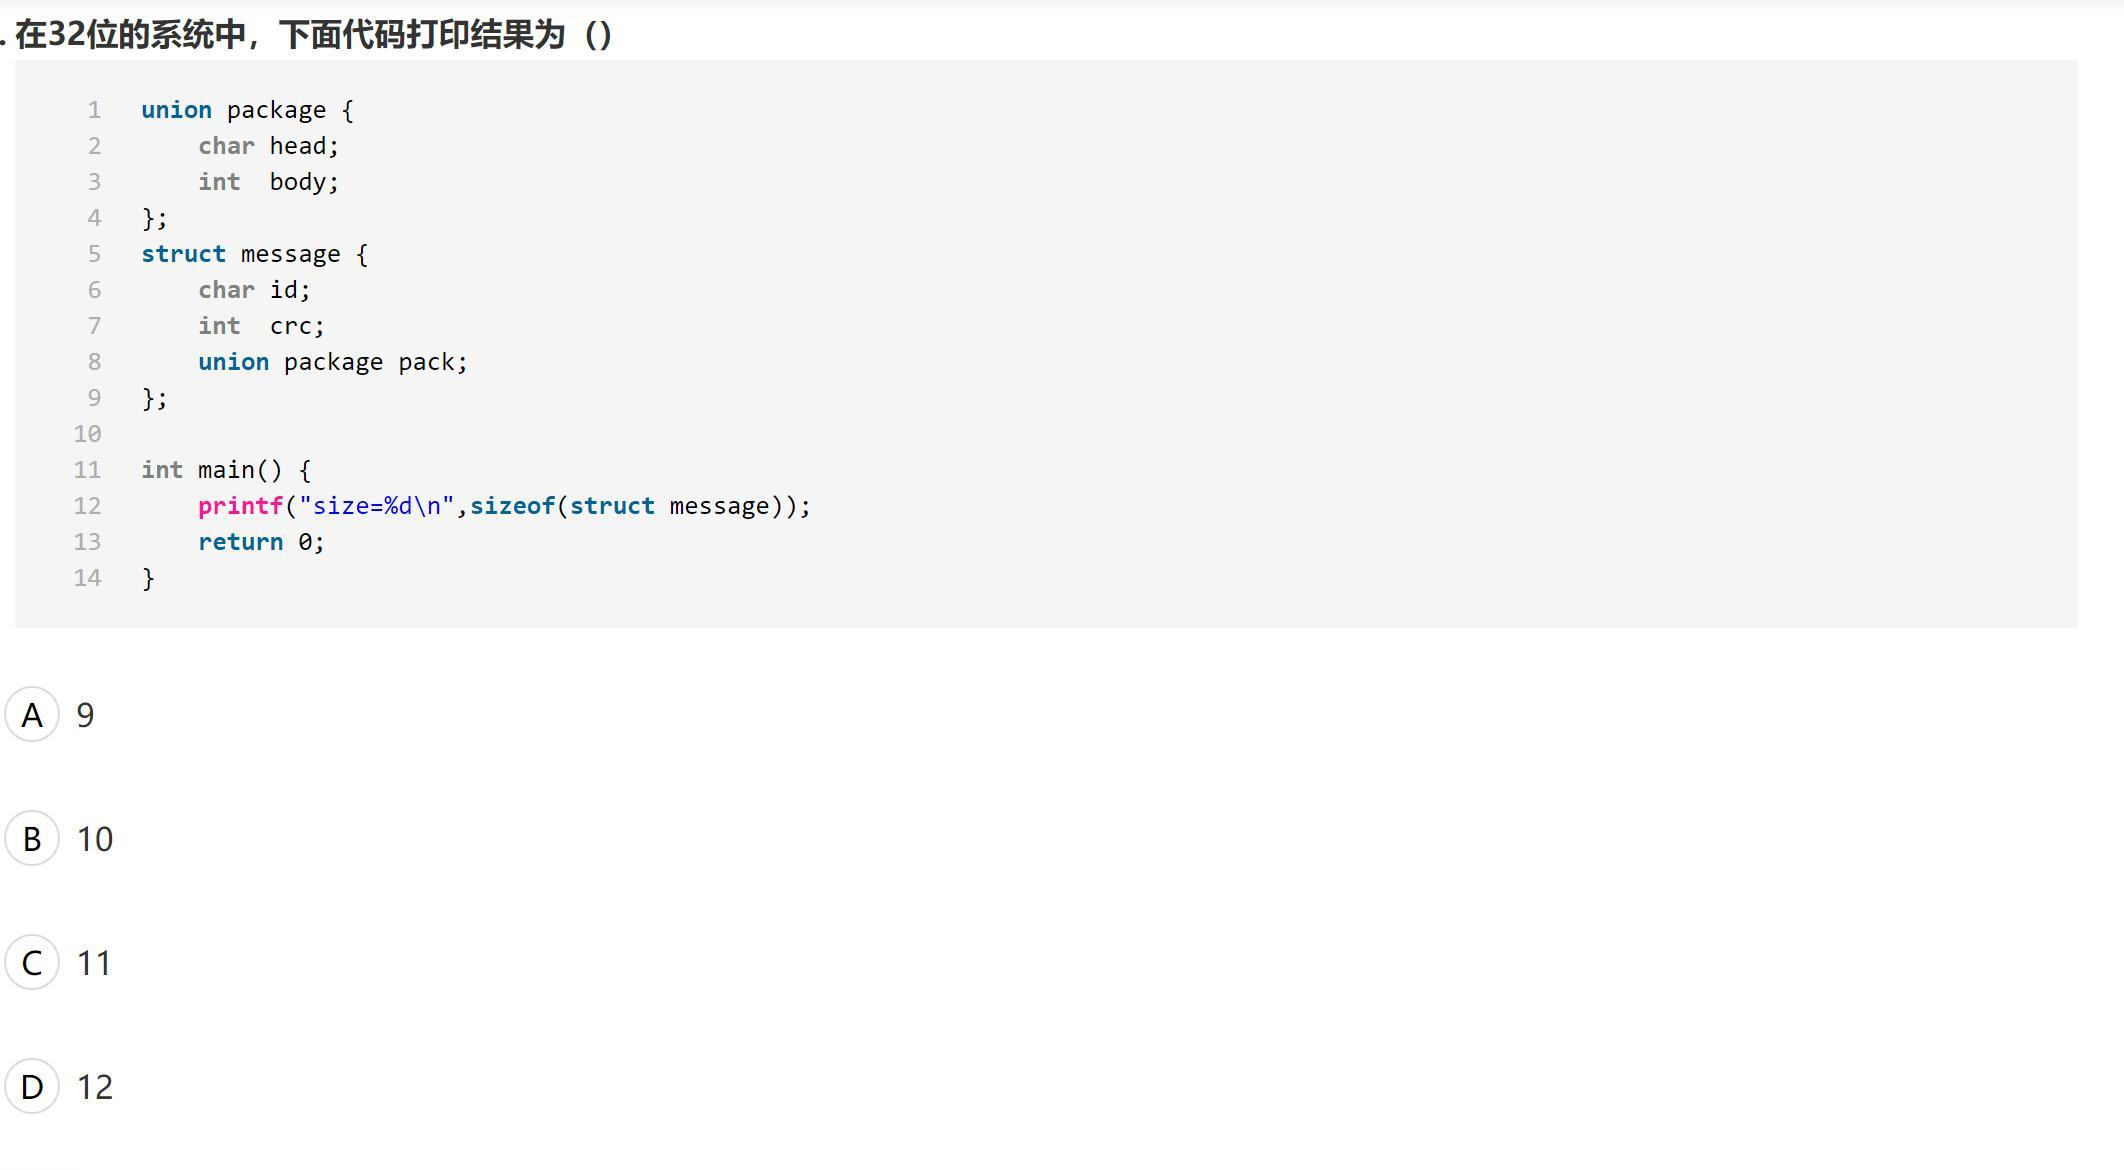 . 在32位的系统中，下面代码打印结果为（）
1 union package {
2 char head;
3 int  body;
4 };
5 struct message {
6 char id;
7 int  crc;
8 union package pack;
9 };
10
11 int main() {
12 printf("size=%d\n",sizeof(struct message));
13 return 0;
14 }
A 9
B 10
C 11
D 12